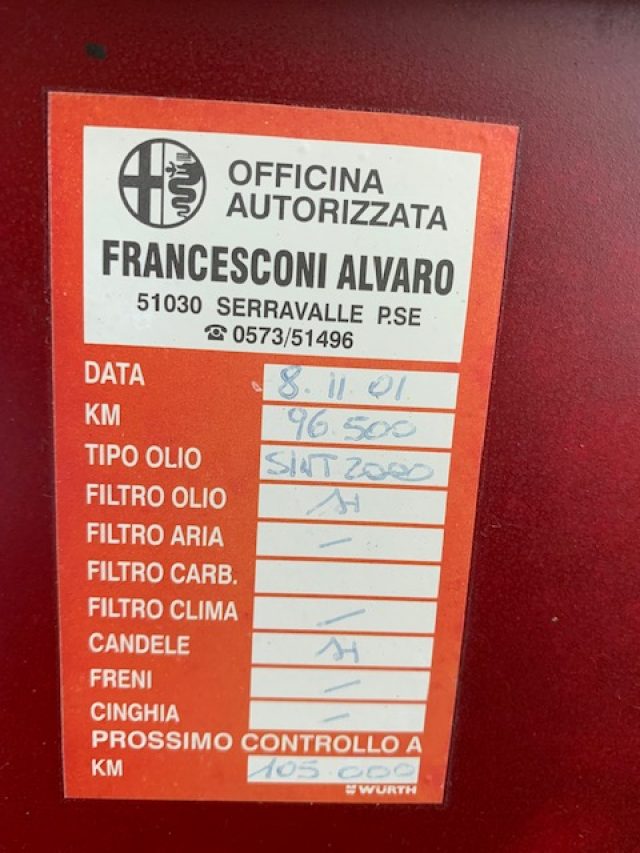 OFFICINA
AUTORIZZATA
FRANCESCONI ALVARO
51030 SERRAVALLE P.SE
☎ 0573/51496
DATA 8.11.01
KM 96.500
TIPO OLIO SINT 2000
FILTRO OLIO
FILTRO ARIA —
FILTRO CARB.
FILTRO CLIMA —
CANDELE
FRENI —
CINGHIA —
PROSSIMO CONTROLLO A
KM 105.000
WÜRTH